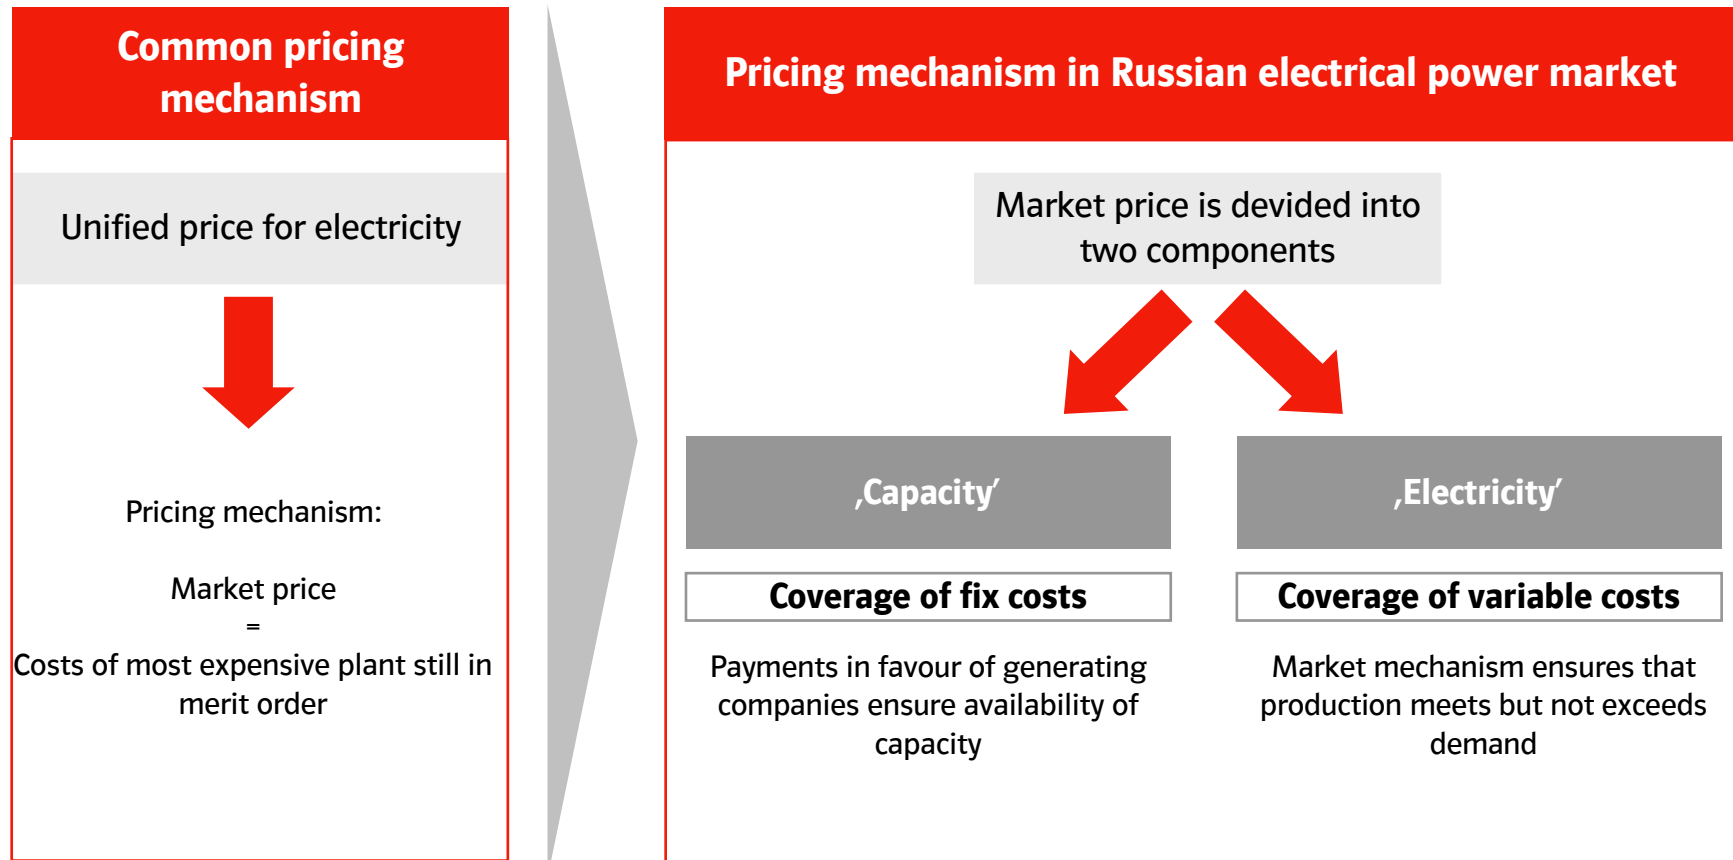 Common pricing
mechanism
Unified price for electricity
Pricing mechanism:
Market price
=
Costs of most expensive plant still in
merit order
Pricing mechanism in Russian electrical power market
Market price is devided into
two components
‚Capacity’
Coverage of fix costs
Payments in favour of generating
companies ensure availability of
capacity
‚Electricity’
Coverage of variable costs
Market mechanism ensures that
production meets but not exceeds
demand